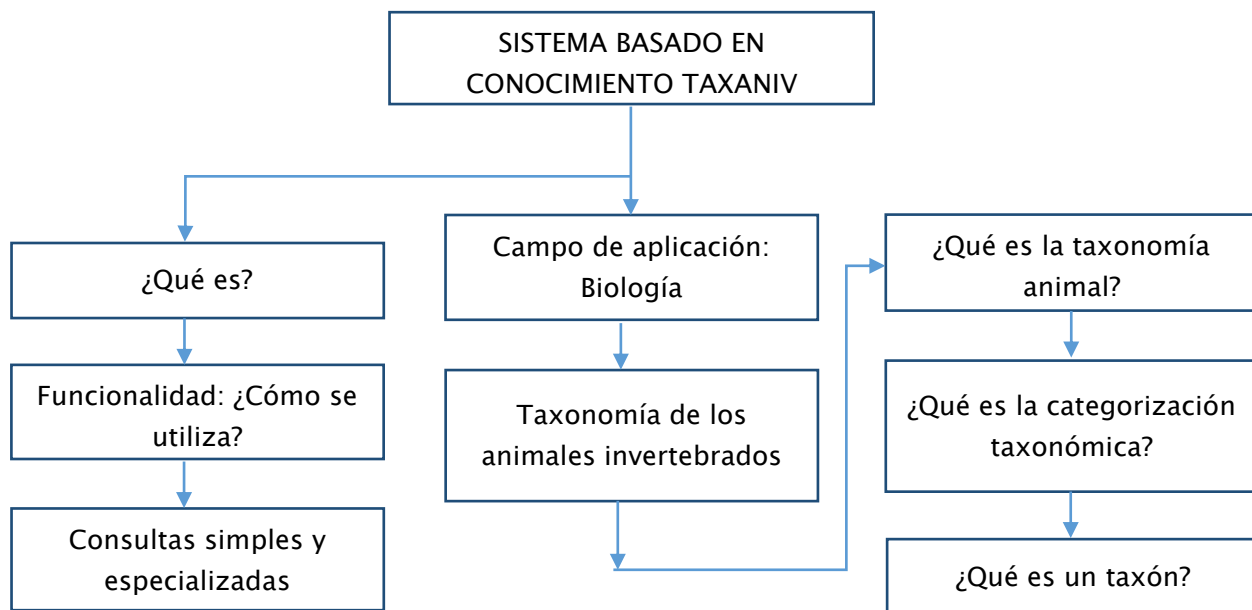 SISTEMA BASADO EN
CONOCIMIENTO TAXANIV
¿Qué es?
Funcionalidad: ¿Cómo se
utiliza?
Consultas simples y
especializadas
Campo de aplicación:
Biología
Taxonomía de los
animales invertebrados
¿Qué es la taxonomía
animal?
¿Qué es la categorización
taxonómica?
¿Qué es un taxón?